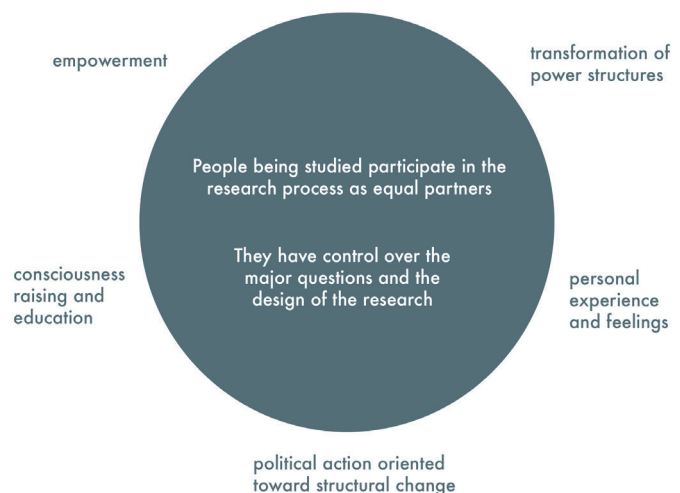 empowerment
transformation of
power structures
People being studied participate in the
research process as equal partners
They have control over the
major questions and the
design of the research
consciousness
raising and
education
personal
experience
and feelings
political action oriented
toward structural change